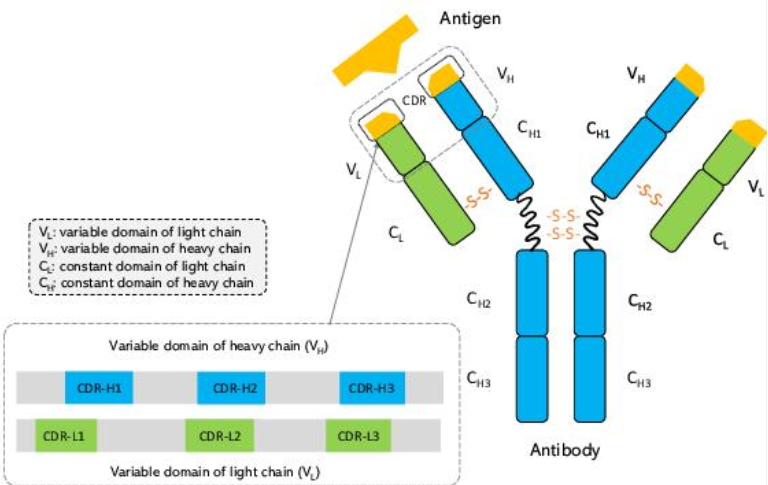 Antigen
V_H
V_H
CDR
C_H1
C_H1
V_L
V_L
-S-S-
-S-S-
-S-S-
-S-S-
C_L
C_L
V_L: variable domain of light chain
V_H: variable domain of heavy chain
C_L: constant domain of light chain
C_H: constant domain of heavy chain
C_H2
C_H2
Variable domain of heavy chain (V_H)
CDR-H1 CDR-H2 CDR-H3
C_H3
C_H3
CDR-L1 CDR-L2 CDR-L3
Antibody
Variable domain of light chain (V_L)